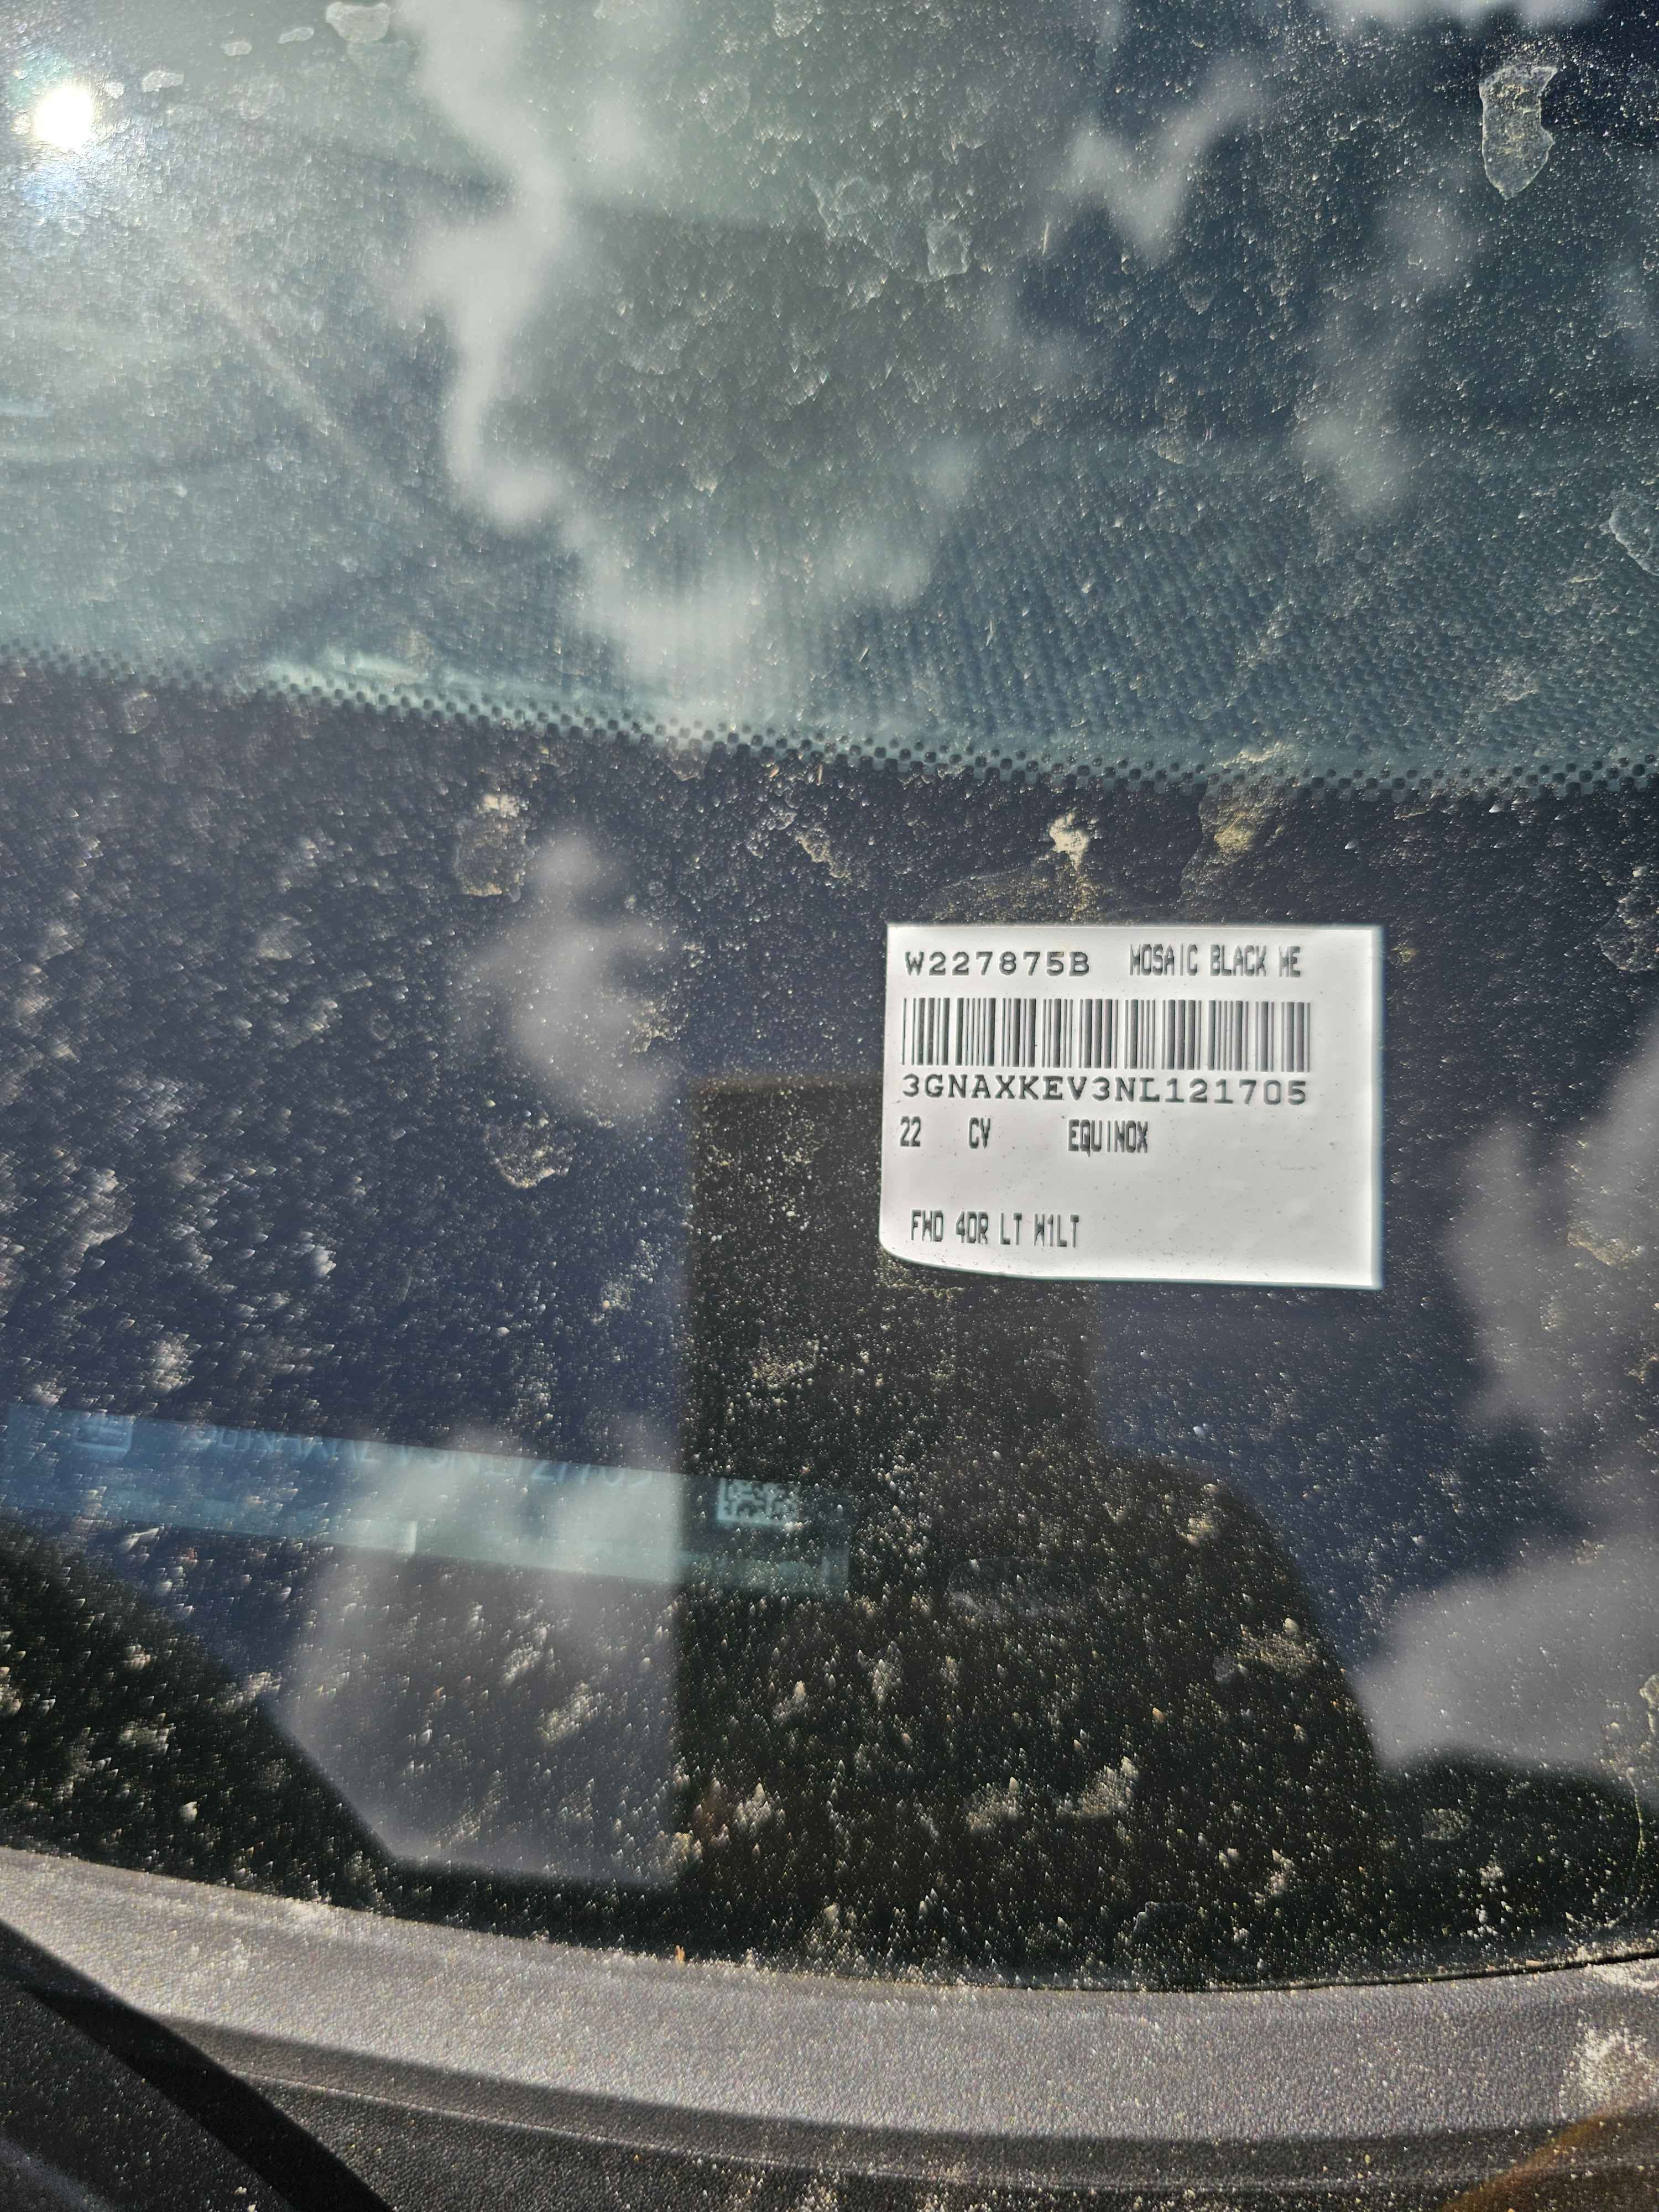 W227875B MOSAIC BLACK ME
3GNAXKEV3NL121705
22 CV EQUINOX
FWD 4DR LT W1LT